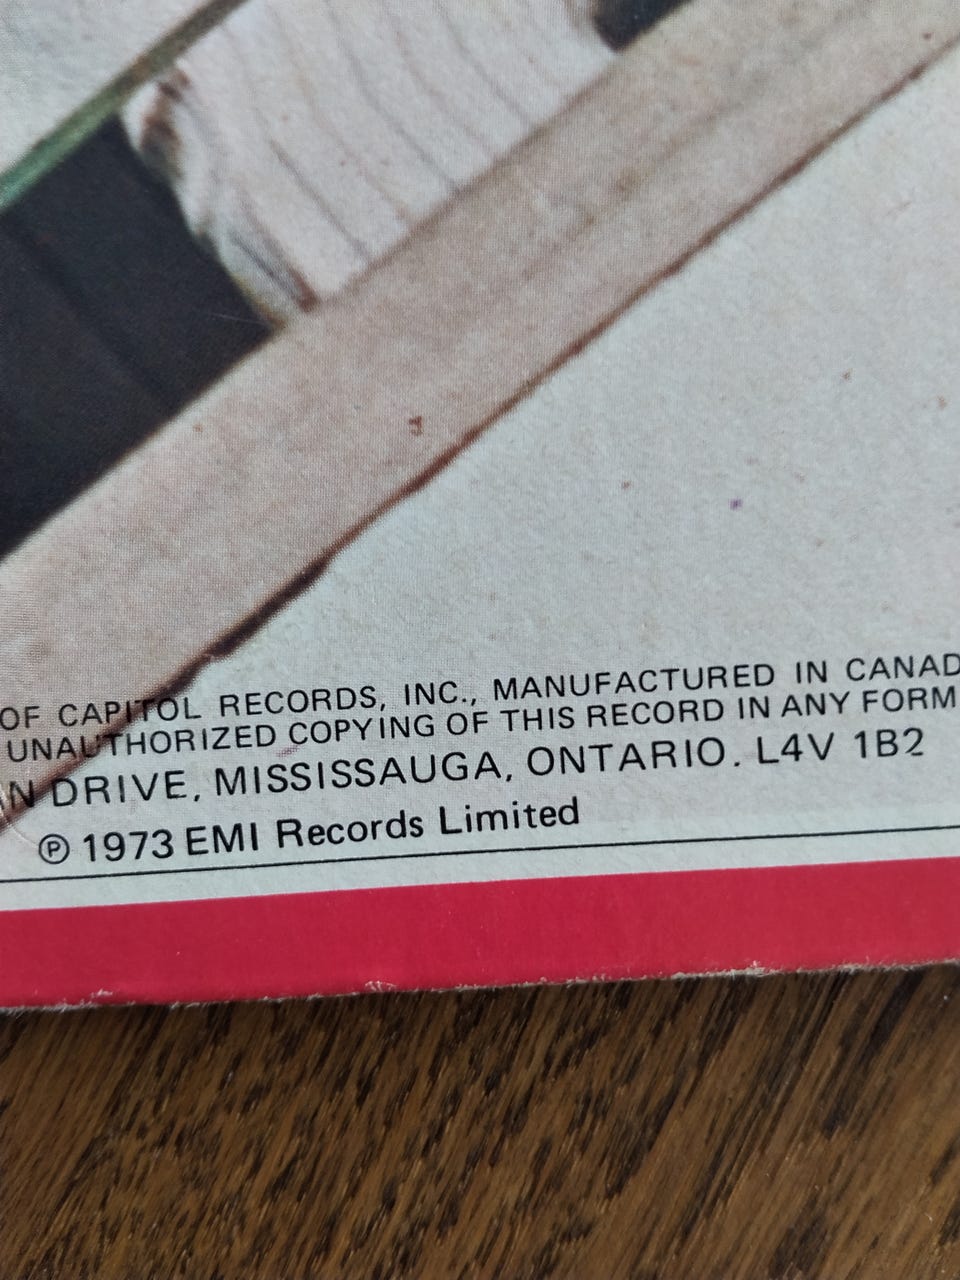 OF CAPITOL RECORDS, INC., MANUFACTURED IN CANAD
UNAUTHORIZED COPYING OF THIS RECORD IN ANY FORM
N DRIVE, MISSISSAUGA, ONTARIO. L4V 1B2
℗ 1973 EMI Records Limited